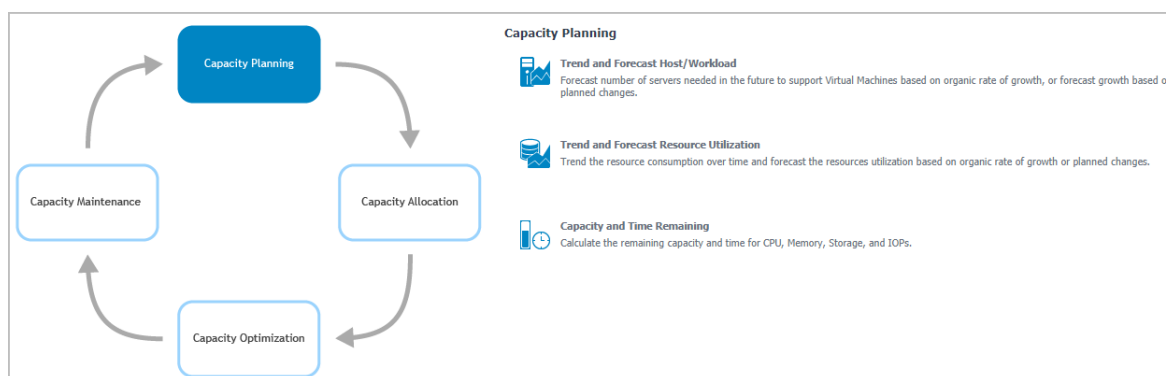 Capacity Planning
Capacity Maintenance
Capacity Allocation
Capacity Optimization
Capacity Planning
Trend and Forecast Host/Workload
Forecast number of servers needed in the future to support Virtual Machines based on organic rate of growth, or forecast growth based o
planned changes.
Trend and Forecast Resource Utilization
Trend the resource consumption over time and forecast the resources utilization based on organic rate of growth or planned changes.
Capacity and Time Remaining
Calculate the remaining capacity and time for CPU, Memory, Storage, and IOPs.